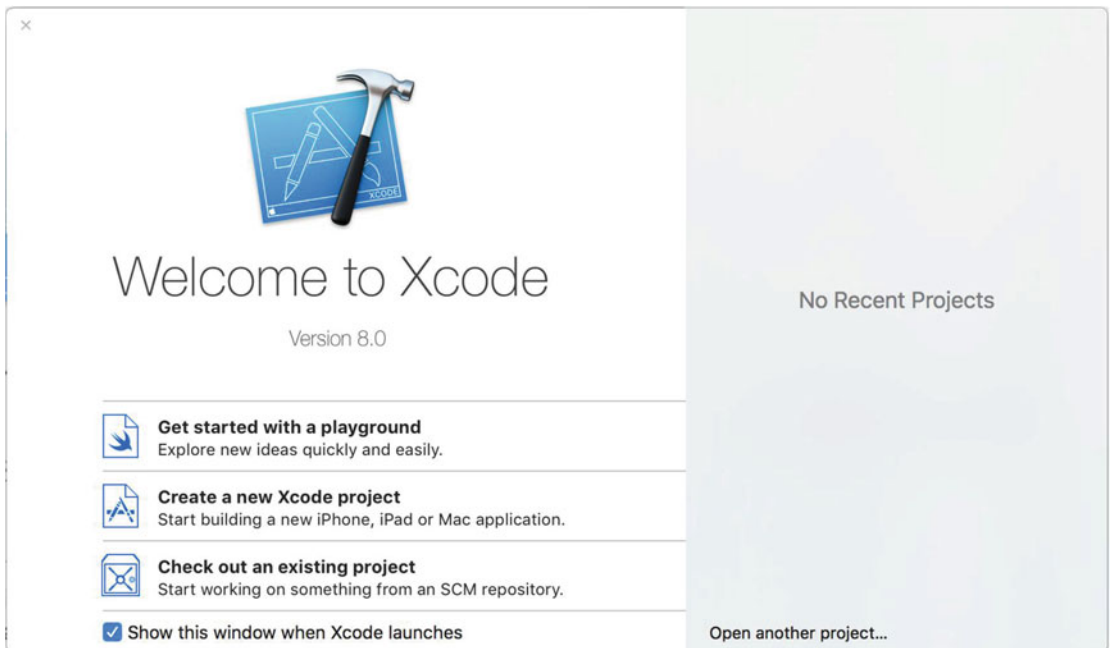 XCODE
Welcome to Xcode
Version 8.0
Get started with a playground
Explore new ideas quickly and easily.
Create a new Xcode project
Start building a new iPhone, iPad or Mac application.
Check out an existing project
Start working on something from an SCM repository.
Show this window when Xcode launches
No Recent Projects
Open another project...